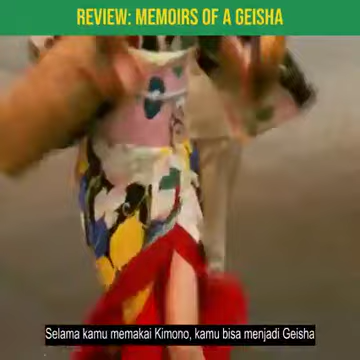 REVIEW: MEMOIRS OF A GEISHA
Selama kamu memakai Kimono, kamu bisa menjadi Geisha